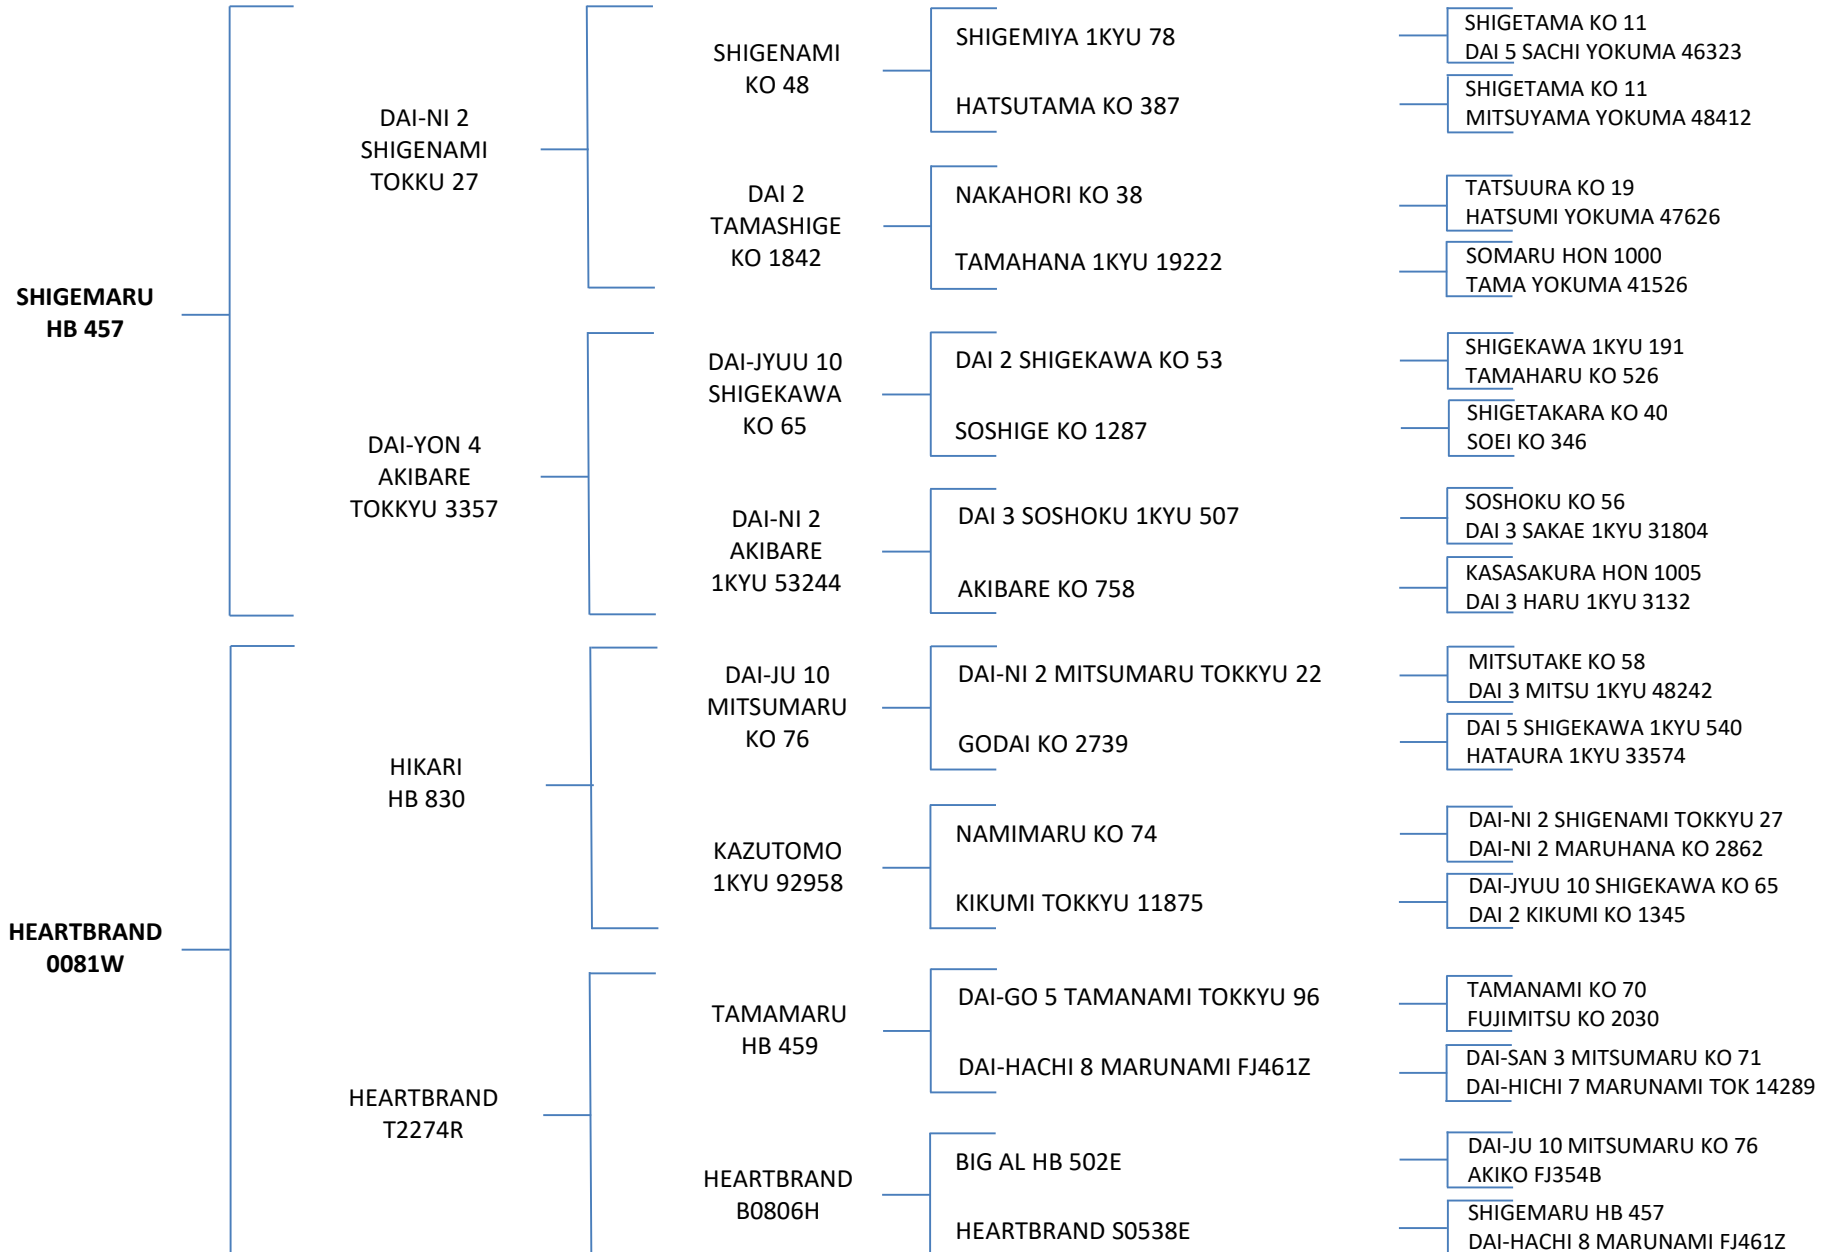 SHIGEMARU
HB 457
DAI-NI 2
SHIGENAMI
TOKKU 27
SHIGENAMI
KO 48
SHIGEMIYA 1KYU 78
SHIGETAMA KO 11
DAI 5 SACHI YOKUMA 46323
HATSUTAMA KO 387
SHIGETAMA KO 11
MITSUYAMA YOKUMA 48412
DAI 2
TAMASHIGE
KO 1842
NAKAHORI KO 38
TATSUURA KO 19
HATSUMI YOKUMA 47626
TAMAHANA 1KYU 19222
SOMARU HON 1000
TAMA YOKUMA 41526
DAI-YON 4
AKIBARE
TOKKYU 3357
DAI-JYUU 10
SHIGEKAWA
KO 65
DAI 2 SHIGEKAWA KO 53
SHIGEKAWA 1KYU 191
TAMAHARU KO 526
SOSHIGE KO 1287
SHIGETAKARA KO 40
SOEI KO 346
DAI-NI 2
AKIBARE
1KYU 53244
DAI 3 SOSHOKU 1KYU 507
SOSHOKU KO 56
DAI 3 SAKAE 1KYU 31804
AKIBARE KO 758
KASASAKURA HON 1005
DAI 3 HARU 1KYU 3132
HEARTBRAND
0081W
HIKARI
HB 830
DAI-JU 10
MITSUMARU
KO 76
DAI-NI 2 MITSUMARU TOKKYU 22
MITSUTAKE KO 58
DAI 3 MITSU 1KYU 48242
GODAI KO 2739
DAI 5 SHIGEKAWA 1KYU 540
HATAURA 1KYU 33574
KAZUTOMO
1KYU 92958
NAMIMARU KO 74
DAI-NI 2 SHIGENAMI TOKKYU 27
DAI-NI 2 MARUHANA KO 2862
KIKUMI TOKKYU 11875
DAI-JYUU 10 SHIGEKAWA KO 65
DAI 2 KIKUMI KO 1345
HEARTBRAND
T2274R
TAMAMARU
HB 459
DAI-GO 5 TAMANAMI TOKKYU 96
TAMANAMI KO 70
FUJIMITSU KO 2030
DAI-HACHI 8 MARUNAMI FJ461Z
DAI-SAN 3 MITSUMARU KO 71
DAI-HICHI 7 MARUNAMI TOK 14289
HEARTBRAND
B0806H
BIG AL HB 502E
DAI-JU 10 MITSUMARU KO 76
AKIKO FJ354B
HEARTBRAND S0538E
SHIGEMARU HB 457
DAI-HACHI 8 MARUNAMI FJ461Z